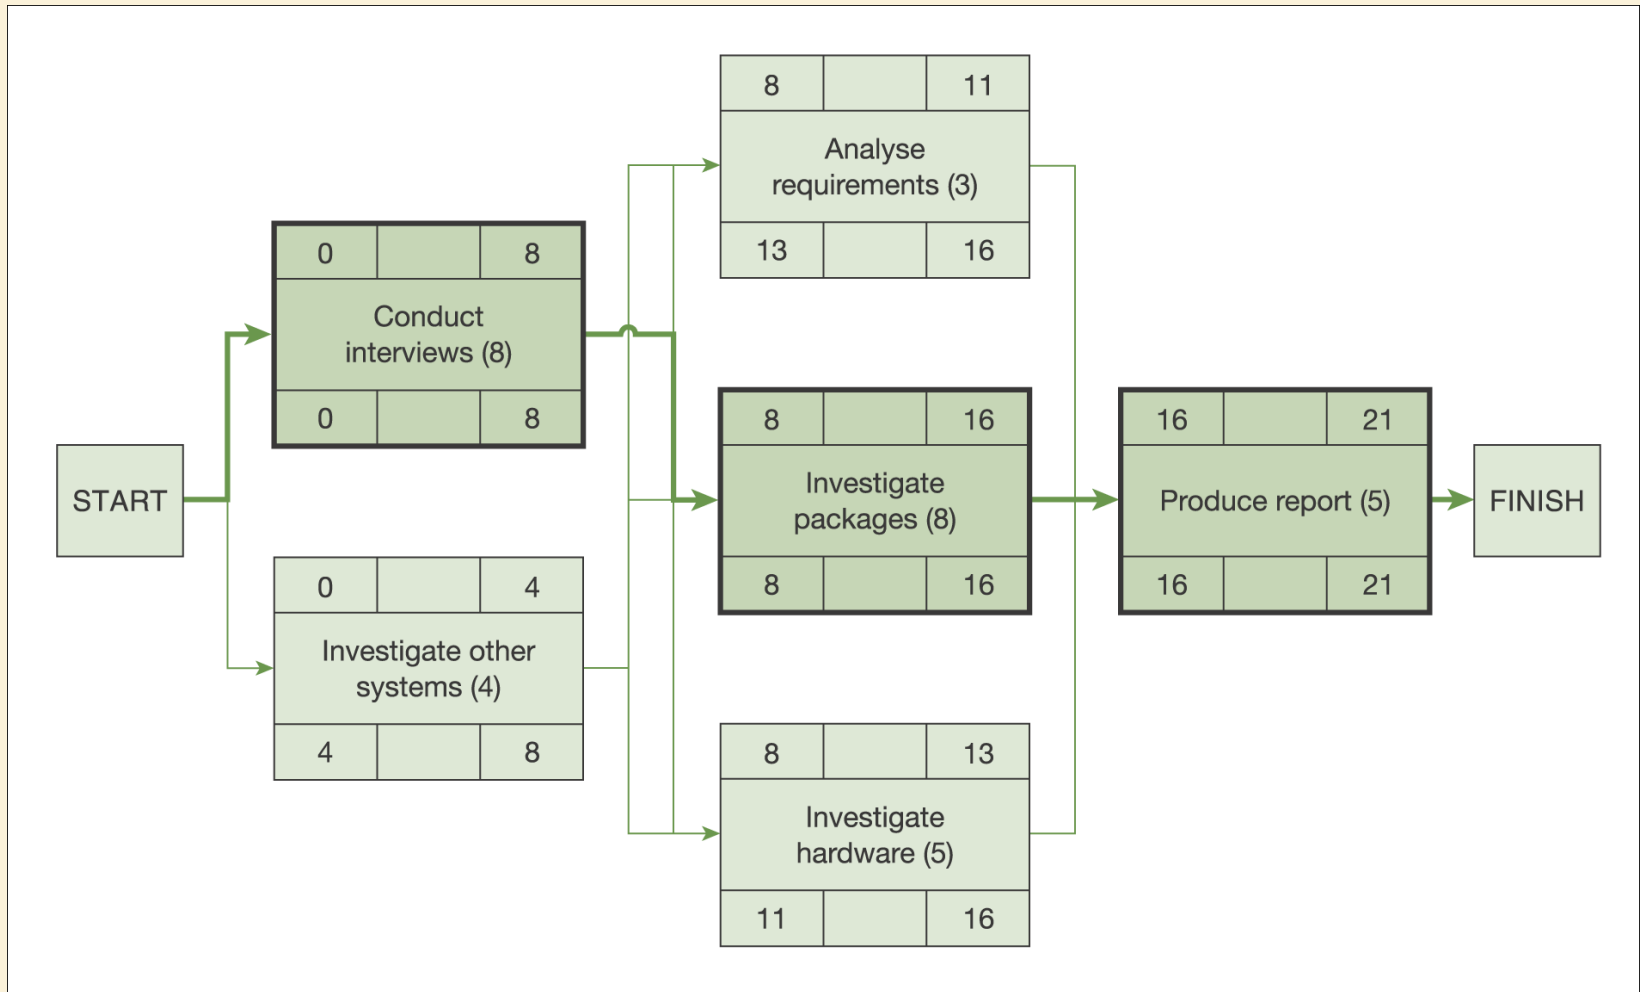 START
0 8
Conduct
interviews (8)
0 8
0 4
Investigate other
systems (4)
4 8
8 11
Analyse
requirements (3)
13 16
8 16
Investigate
packages (8)
8 16
8 13
Investigate
hardware (5)
11 16
16 21
Produce report (5)
16 21
FINISH